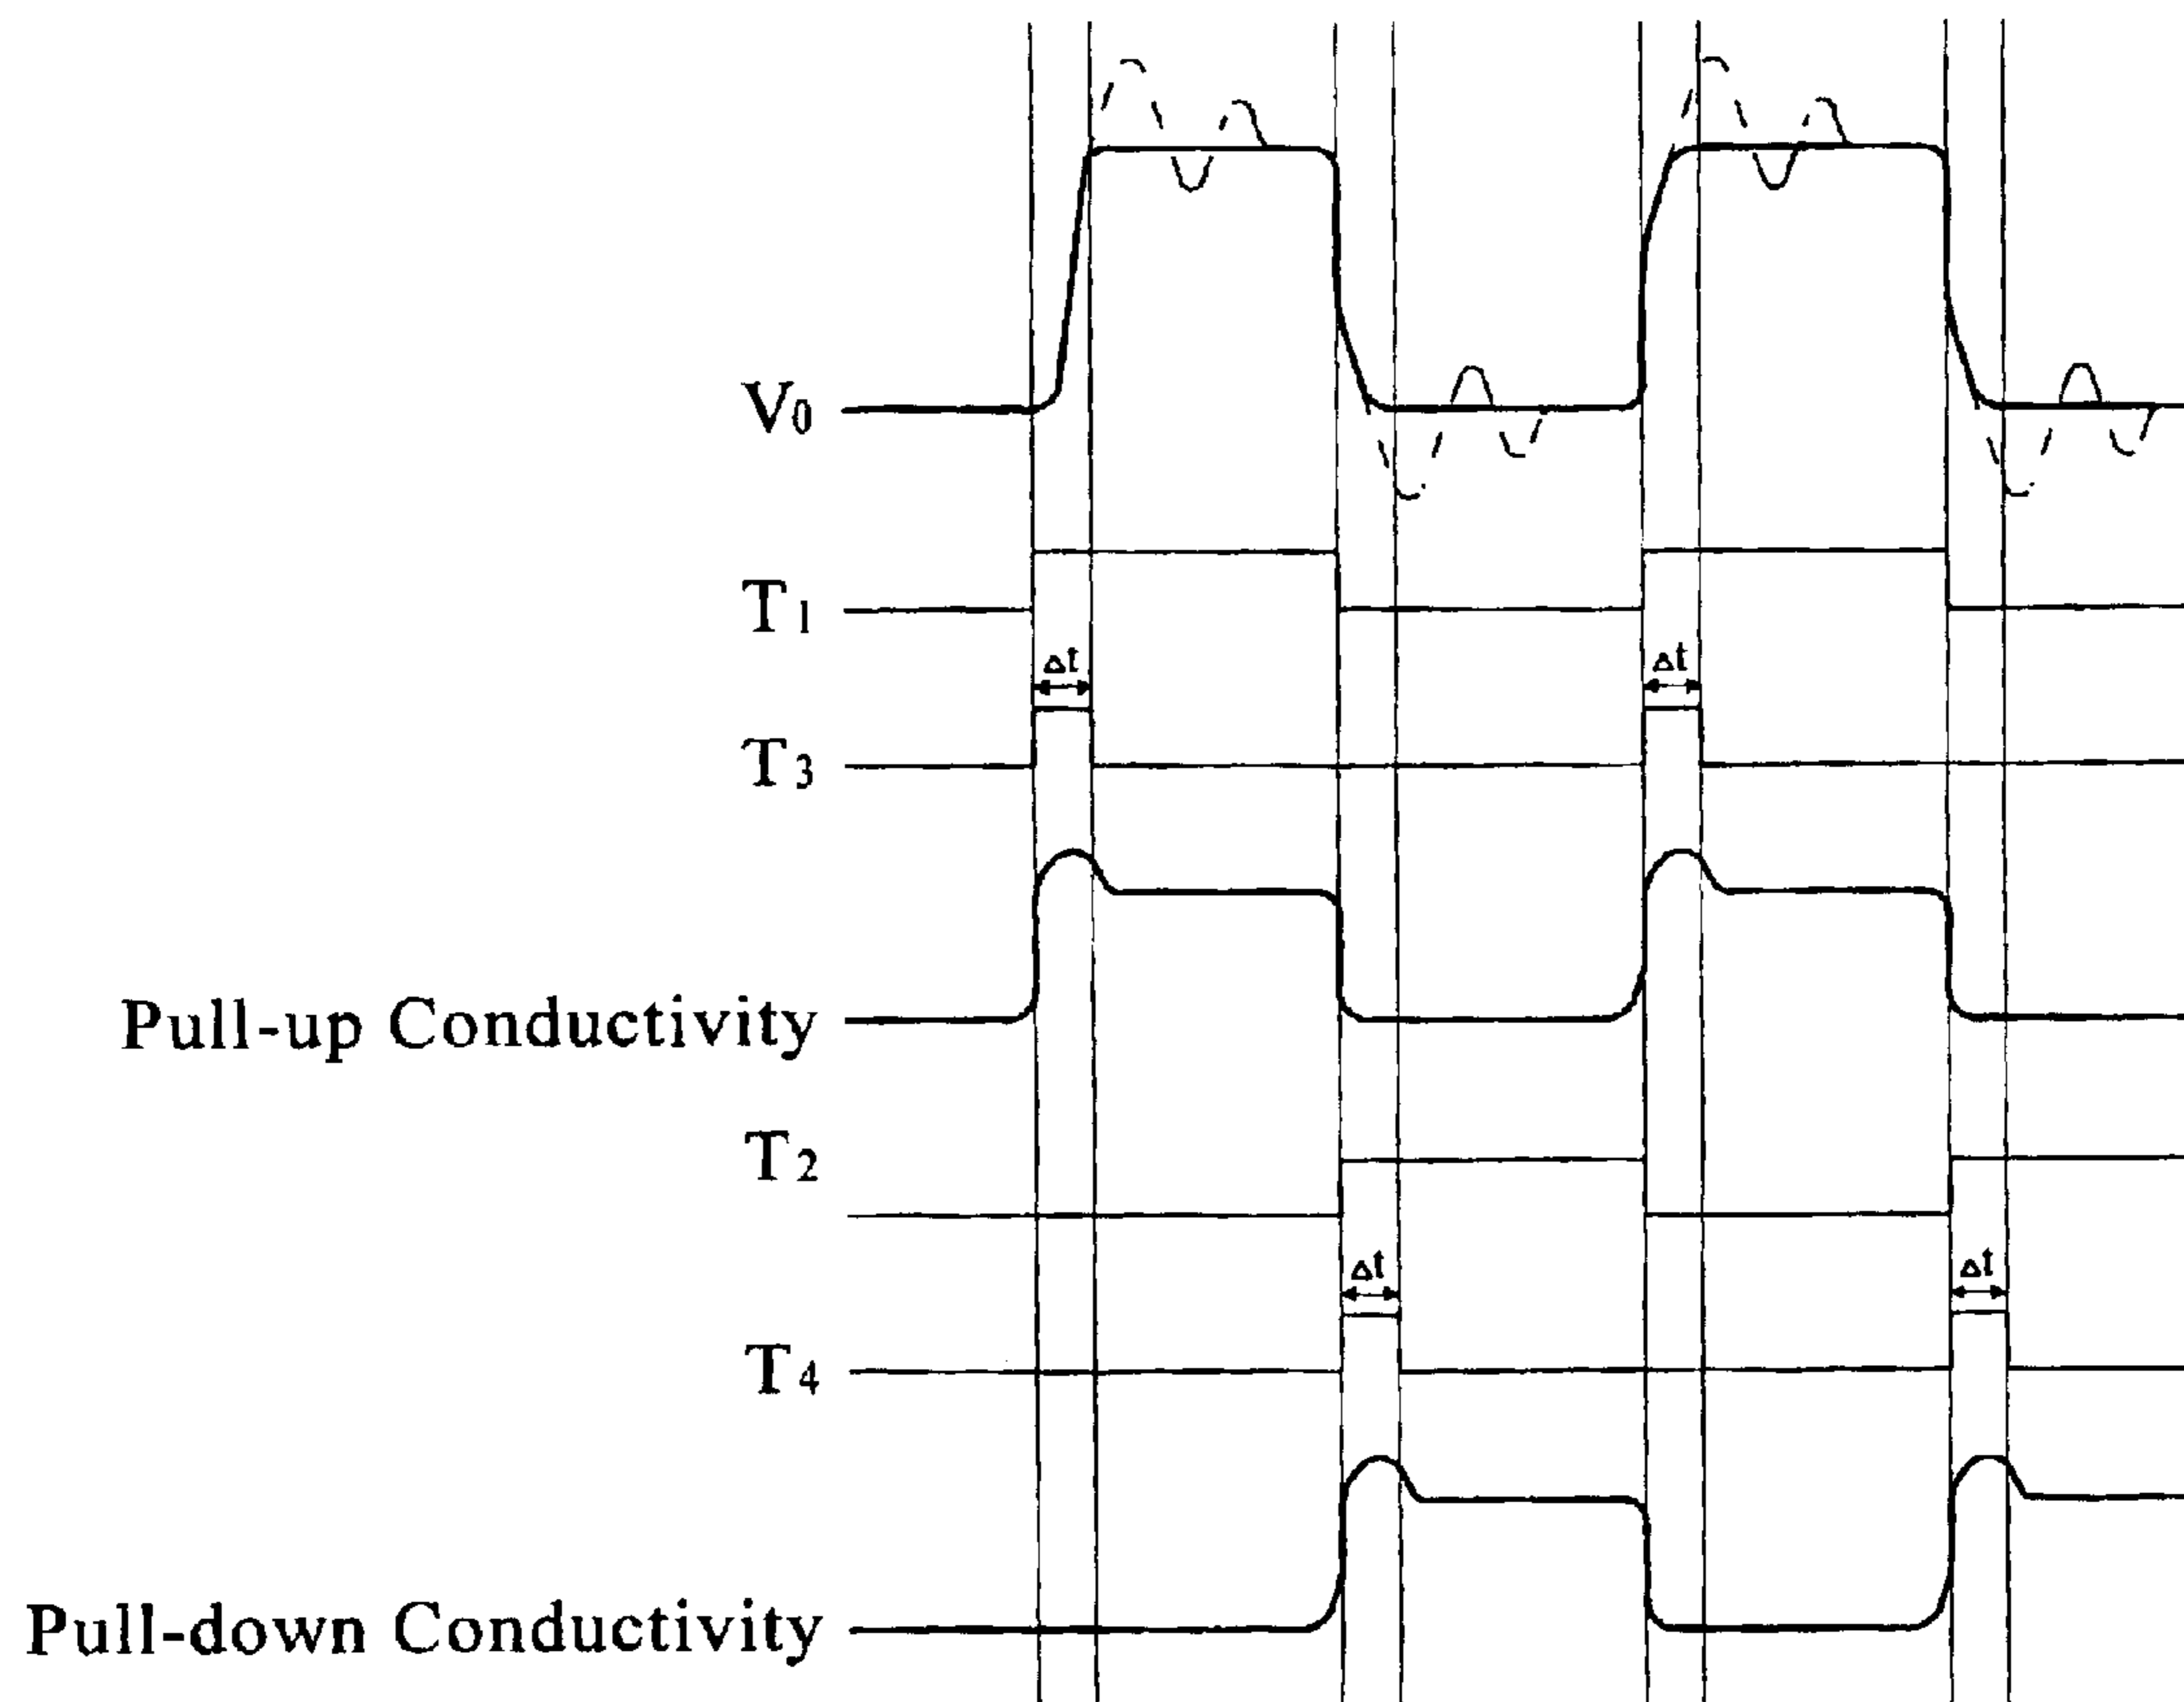 V0
T1
Δt Δt
T3
Pull-up Conductivity
T2
Δt Δt
T4
Pull-down Conductivity